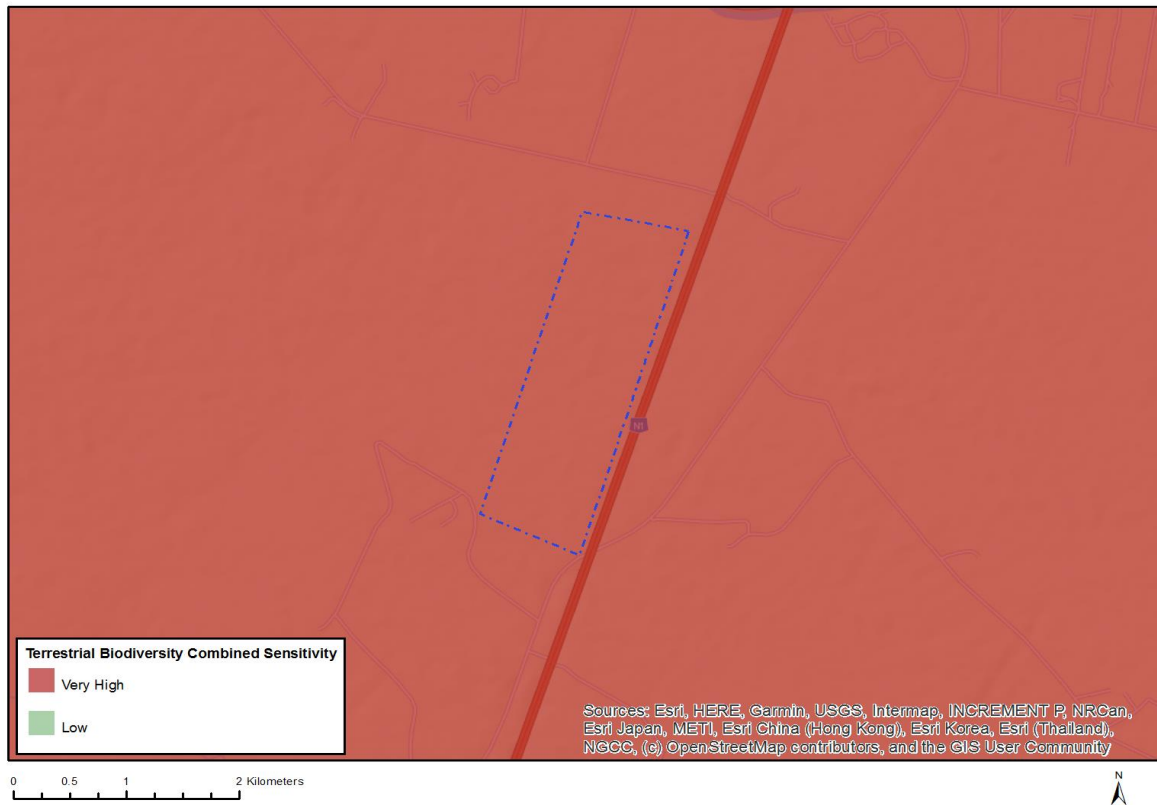 N1
Terrestrial Biodiversity Combined Sensitivity
Very High
Low
Sources: Esri, HERE, Garmin, USGS, Intermap, INCREMENT P, NRCan,
Esri Japan, METI, Esri China (Hong Kong), Esri Korea, Esri (Thailand),
NGCC, (c) OpenStreetMap contributors, and the GIS User Community
0 0.5 1 2 Kilometers
N